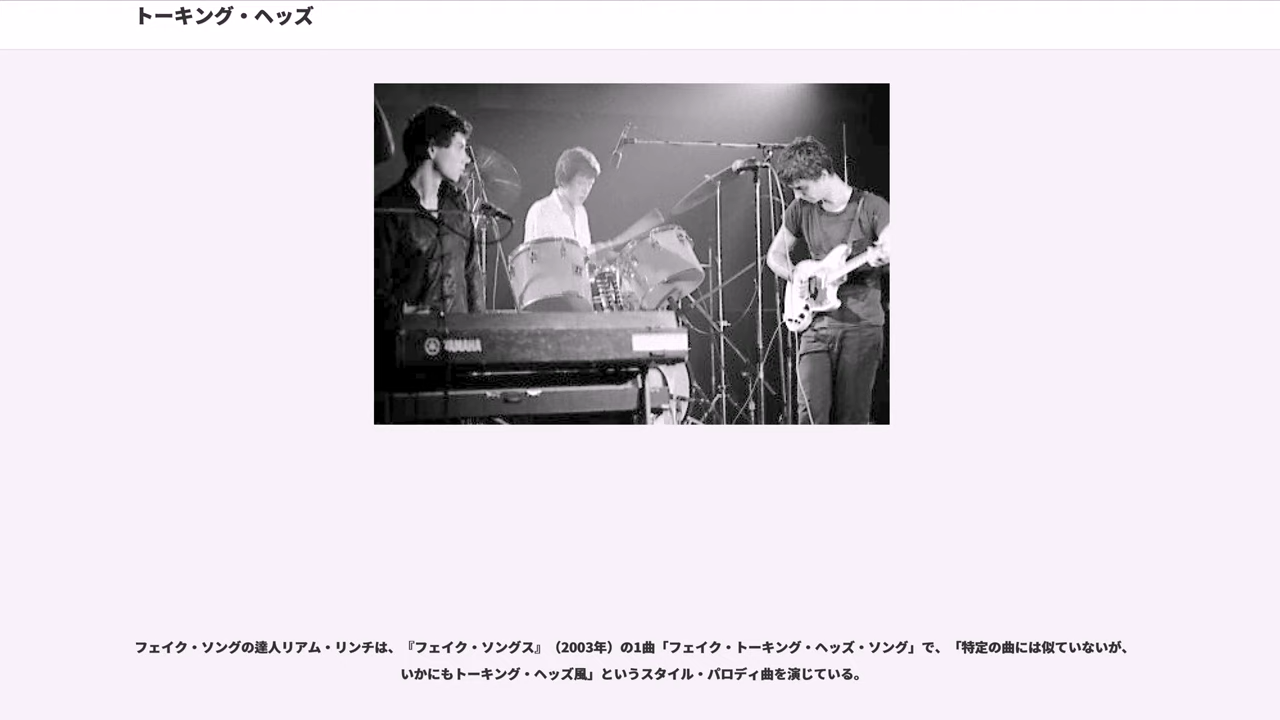 トーキング・ヘッズ
YAMAHA
フェイク・ソングの達人リアム・リンチは、『フェイク・ソングス』（2003年）の1曲「フェイク・トーキング・ヘッズ・ソング」で、「特定の曲には似ていないが、
いかにもトーキング・ヘッズ風」というスタイル・パロディ曲を演じている。